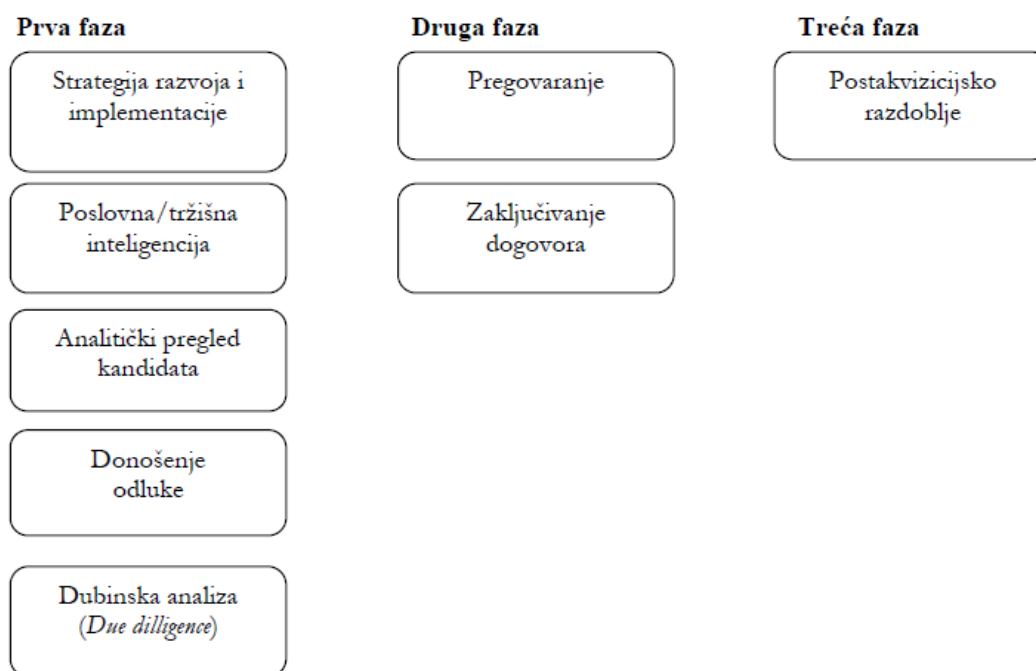 Prva faza
Strategija razvoja i
implementacije
Poslovna/tržišna
inteligencija
Analitički pregled
kandidata
Donošenje
odluke
Dubinska analiza
(Due dilligence)
Druga faza
Pregovaranje
Zaključivanje
dogovora
Treća faza
Postakvizicijsko
razdoblje